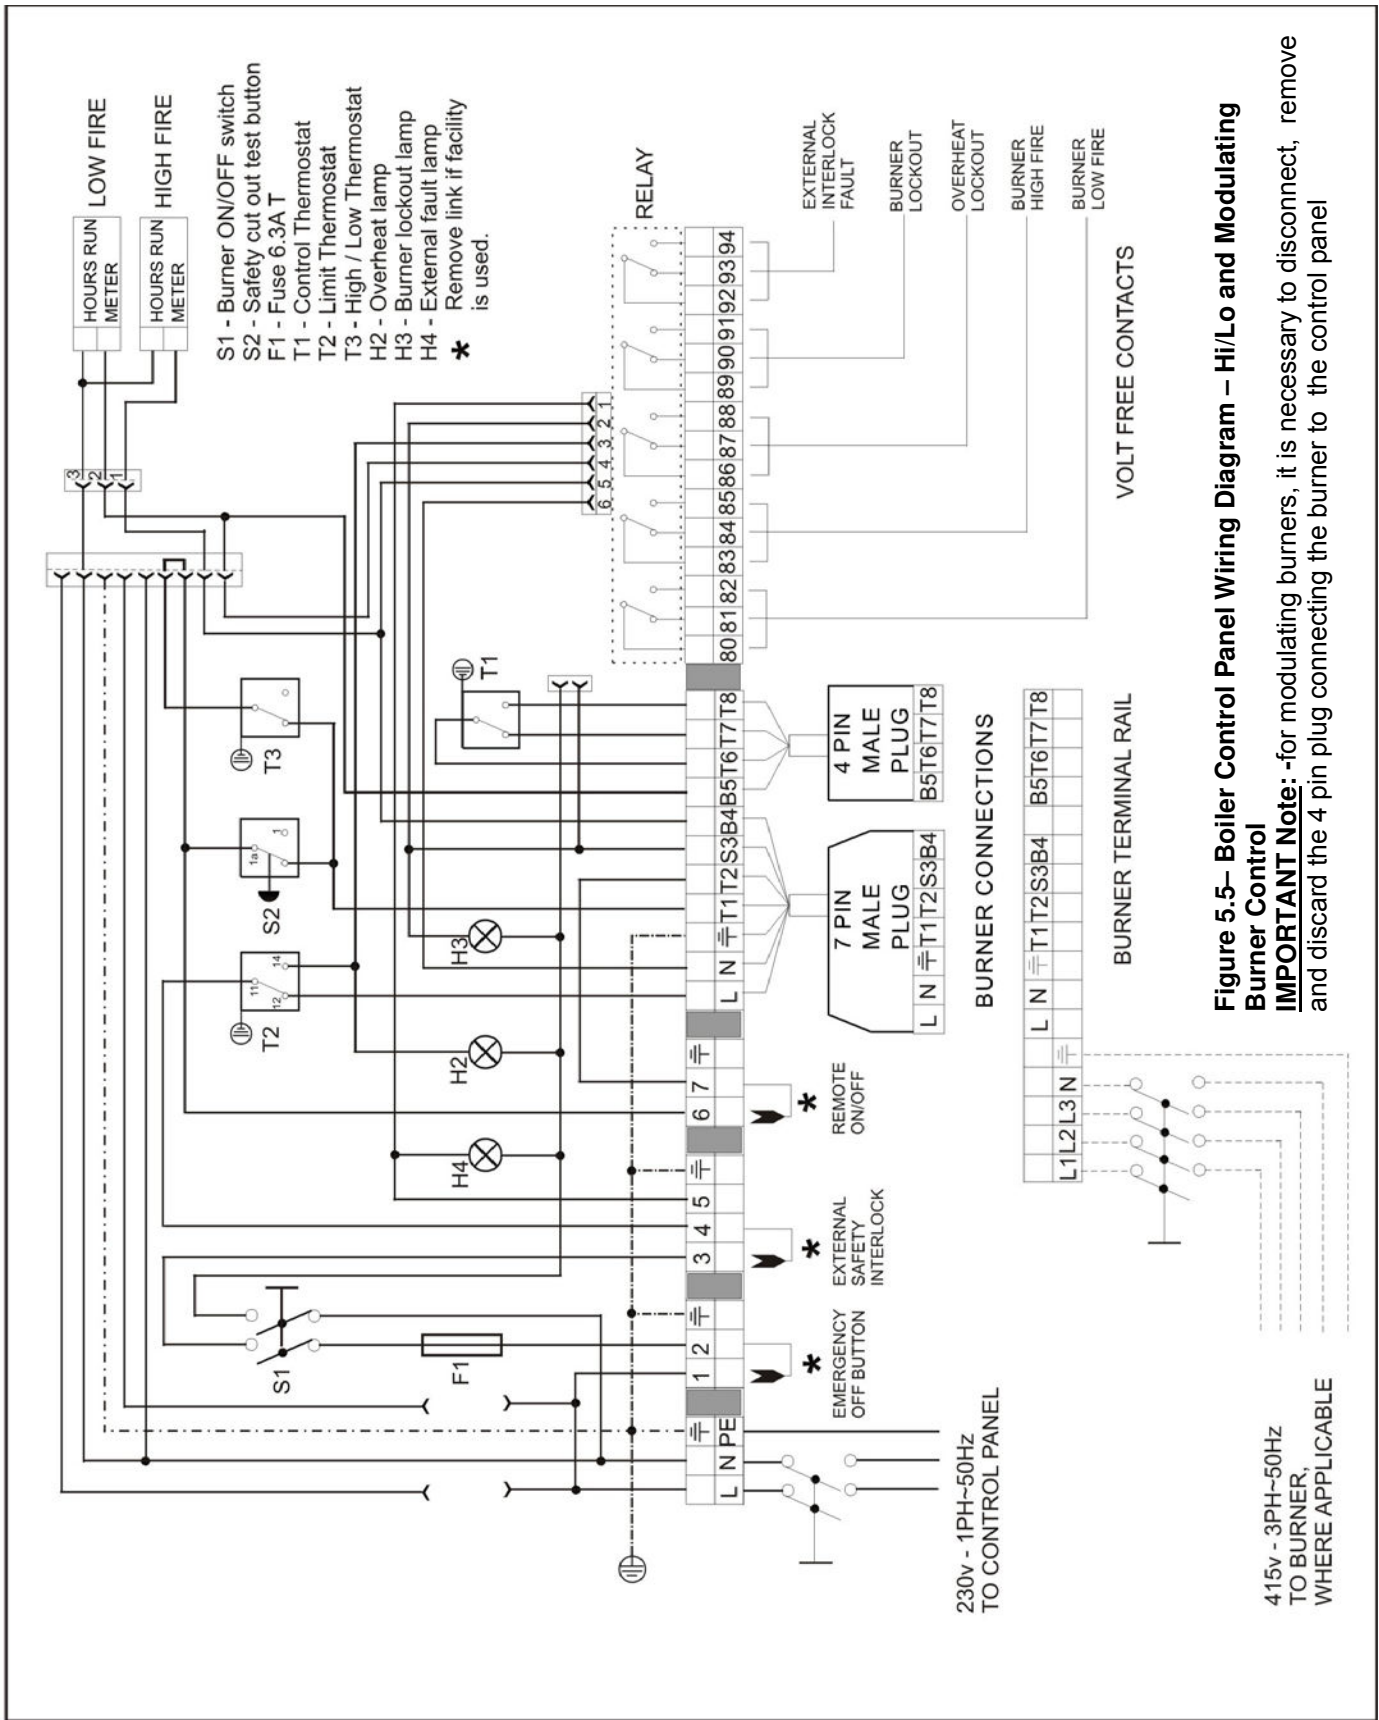 LOW FIRE
HIGH FIRE
HOURS RUN
METER
HOURS RUN
METER
S1 - Burner ON/OFF switch
S2 - Safety cut out test button
F1 - Fuse 6.3A T
T1 - Control Thermostat
T2 - Limit Thermostat
T3 - High / Low Thermostat
H2 - Overheat lamp
H3 - Burner lockout lamp
H4 - External fault lamp
* Remove link if facility
is used.
3
2
1
S1
F1
T2
11
12
14
S2
1a
1
T3
T1
H4
H2
H3
6 5 4 3 2 1
RELAY
L N PE
1 2
3 4 5
6 7
L N T1 T2 S3 B4 B5 T6 T7 T8
80 81 82 83 84 85 86 87 88 89 90 91 92 93 94
*
EMERGENCY
OFF BUTTON
*
EXTERNAL
SAFETY
INTERLOCK
*
REMOTE
ON/OFF
7 PIN
MALE
PLUG
L N T1 T2 S3 B4
4 PIN
MALE
PLUG
B5 T6 T7 T8
BURNER CONNECTIONS
EXTERNAL
INTERLOCK
FAULT
BURNER
LOCKOUT
OVERHEAT
LOCKOUT
BURNER
HIGH FIRE
BURNER
LOW FIRE
VOLT FREE CONTACTS
230v - 1PH~50Hz
TO CONTROL PANEL
L N T1 T2 S3 B4 B5 T6 T7 T8
L1 L2 L3 N
BURNER TERMINAL RAIL
415v - 3PH~50Hz
TO BURNER,
WHERE APPLICABLE
Figure 5.5– Boiler Control Panel Wiring Diagram – Hi/Lo and Modulating
Burner Control
IMPORTANT Note: -for modulating burners, it is necessary to disconnect, remove
and discard the 4 pin plug connecting the burner to the control panel